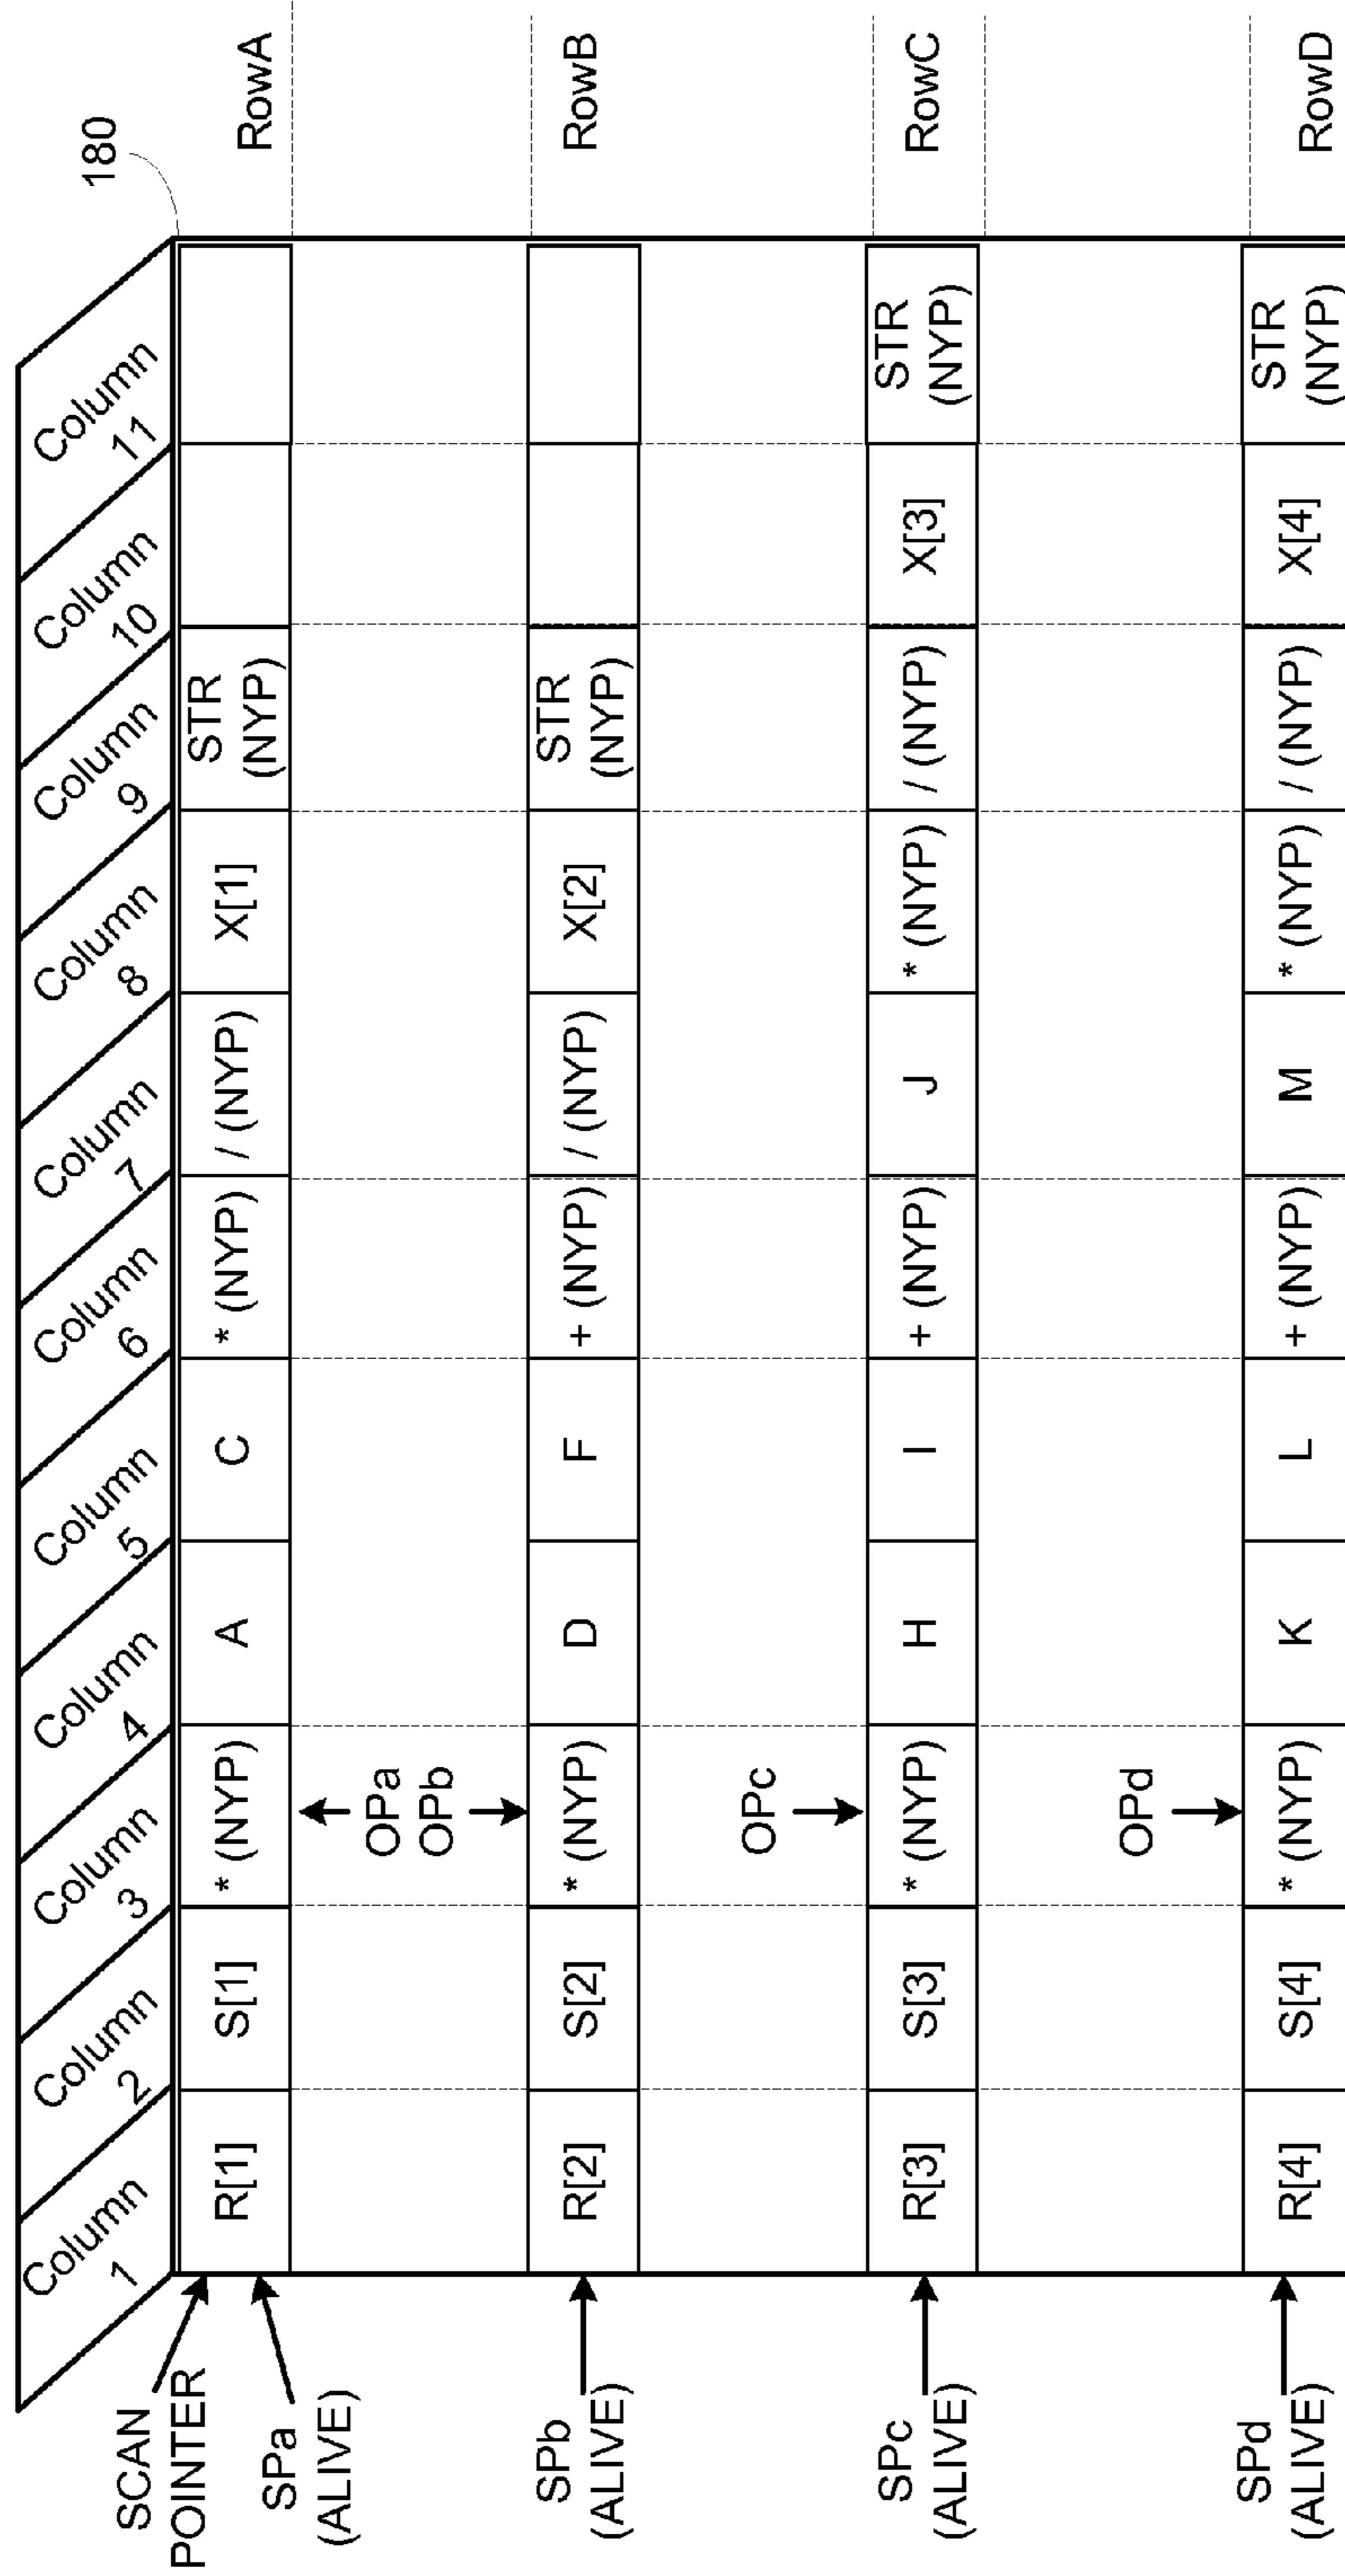 180
Column 1
Column 2
Column 3
Column 4
Column 5
Column 6
Column 7
Column 8
Column 9
Column 10
Column 11
SCAN
POINTER
SPa
(ALIVE)
R[1]
S[1]
* (NYP)
A
C
* (NYP)
/ (NYP)
X[1]
STR
(NYP)
RowA
OPa
OPb
SPb
(ALIVE)
R[2]
S[2]
* (NYP)
D
F
+ (NYP)
/ (NYP)
X[2]
STR
(NYP)
RowB
OPc
SPc
(ALIVE)
R[3]
S[3]
* (NYP)
H
I
+ (NYP)
J
* (NYP)
/ (NYP)
X[3]
STR
(NYP)
RowC
OPd
SPd
(ALIVE)
R[4]
S[4]
* (NYP)
K
L
+ (NYP)
M
* (NYP)
/ (NYP)
X[4]
STR
(NYP)
RowD